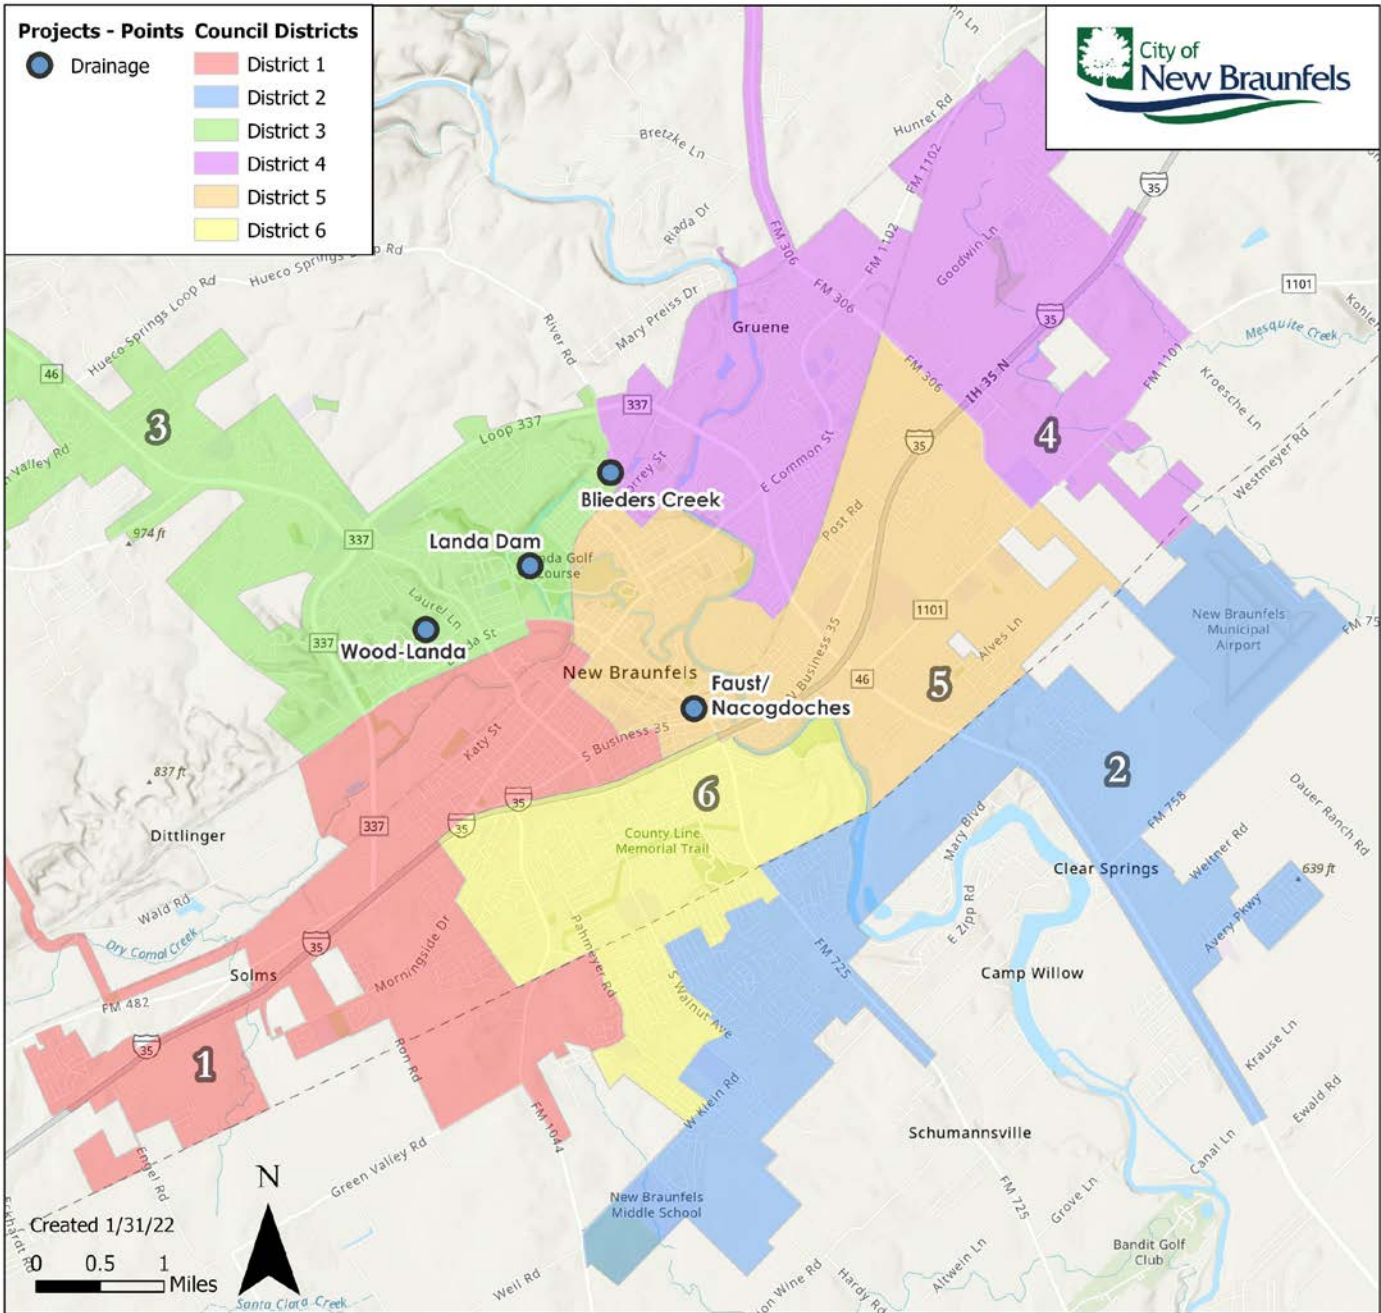 Projects - Points Council Districts
Drainage
District 1
District 2
District 3
District 4
District 5
District 6
City of
New Braunfels
Hunter Rd
Bretzke Ln
FM 1102
35
Riada Dr
FM 306
FM 1102
Goodwin Ln
Hueco Springs Loop Rd
Hueco Springs
Rd
1101
FM 306
35
Mary Preiss Dr
Gruene
River Rd
Mesquite Creek
46
FM 306
IH 35 N
FM 1101
Kroesche Ln
337
3
Loop 337
4
35
E Common St
Westmeyer Rd
Valley Rd
Blieders Creek
Post Rd
974 ft
337
Landa Dam
Golf
Course
Laurel Ln
1101
New Braunfels
Municipal
Airport
337
Wood-Landa
Alves Ln
New Braunfels
Faust/
Nacogdoches
Business 35
46
5
Katy St
S Business 35
837 ft
6
2
35
35
337
Dittlinger
County Line
Memorial Trail
Mary Blvd
FM 758
Dauer Ranch Rd
Weltner Rd
Clear Springs
639 ft
Wald Rd
E Zipp Rd
Avery Pkwy
Dry Comal Creek
35
Morningside Dr
Pahmeyer Rd
FM 725
Solms
Camp Willow
FM 482
S Walnut Ave
35
1
Ron Rd
Krause Ln
W Klein Rd
Ewald Rd
FM 1044
Schumannsville
Engel Rd
Green Valley Rd
Canal Ln
N
New Braunfels
Middle School
FM 725
Grove Ln
Created 1/31/22
Eckhardt Rd
0 0.5 1
Miles
Weil Rd
Altwein Ln
Bandit Golf
Club
Hardy Rd
Wine Rd
Santa Clara Creek